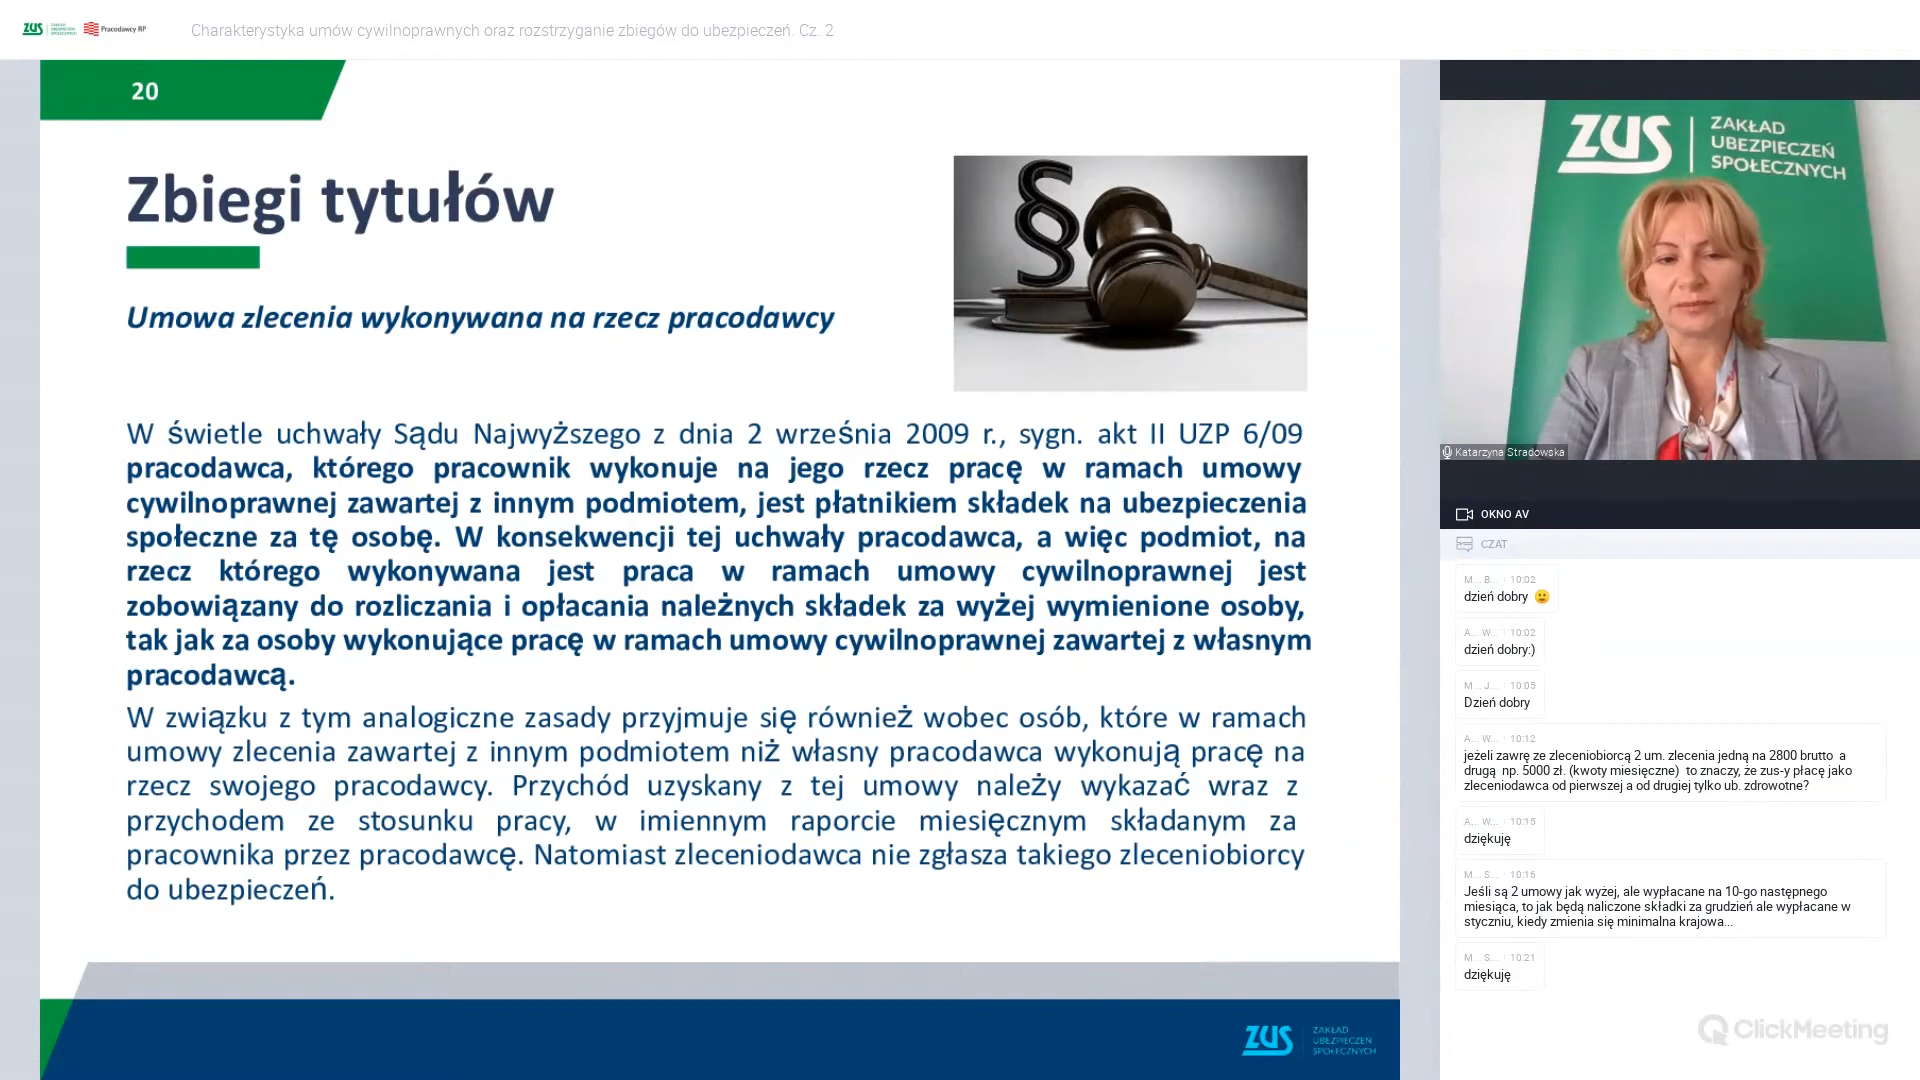 ZUS ZAKŁAD UBEZPIECZEŃ SPOŁECZNYCH Pracodawcy RP
Charakterystyka umów cywilnoprawnych oraz rozstrzyganie zbiegów do ubezpieczeń. Cz. 2
20
Zbiegi tytułów
Umowa zlecenia wykonywana na rzecz pracodawcy
§
W świetle uchwały Sądu Najwyższego z dnia 2 września 2009 r., sygn. akt II UZP 6/09
pracodawca, którego pracownik wykonuje na jego rzecz pracę w ramach umowy
cywilnoprawnej zawartej z innym podmiotem, jest płatnikiem składek na ubezpieczenia
społeczne za tę osobę. W konsekwencji tej uchwały pracodawca, a więc podmiot, na
rzecz którego wykonywana jest praca w ramach umowy cywilnoprawnej jest
zobowiązany do rozliczania i opłacania należnych składek za wyżej wymienione osoby,
tak jak za osoby wykonujące pracę w ramach umowy cywilnoprawnej zawartej z własnym
pracodawcą.
W związku z tym analogiczne zasady przyjmuje się również wobec osób, które w ramach
umowy zlecenia zawartej z innym podmiotem niż własny pracodawca wykonują pracę na
rzecz swojego pracodawcy. Przychód uzyskany z tej umowy należy wykazać wraz z
przychodem ze stosunku pracy, w imiennym raporcie miesięcznym składanym za
pracownika przez pracodawcę. Natomiast zleceniodawca nie zgłasza takiego zleceniobiorcy
do ubezpieczeń.
ZUS ZAKŁAD
UBEZPIECZEŃ
SPOŁECZNYCH
ZUS ZAKŁAD
UBEZPIECZEŃ
SPOŁECZNYCH
Katarzyna Stradowska
OKNO AV
CZAT
M... B... 10:02
dzień dobry 🙂
A... W... 10:02
dzień dobry:)
M... J... 10:05
Dzień dobry
A... W... 10:12
jeżeli zawrę ze zleceniobiorcą 2 um. zlecenia jedną na 2800 brutto a
drugą np. 5000 zł. (kwoty miesięczne) to znaczy, że zus-y płacę jako
zleceniodawca od pierwszej a od drugiej tylko ub. zdrowotne?
A... W... 10:15
dziękuję
M... S... 10:16
Jeśli są 2 umowy jak wyżej, ale wypłacane na 10-go następnego
miesiąca, to jak będą naliczone składki za grudzień ale wypłacane w
styczniu, kiedy zmienia się minimalna krajowa...
M... S... 10:21
dziękuję
ClickMeeting